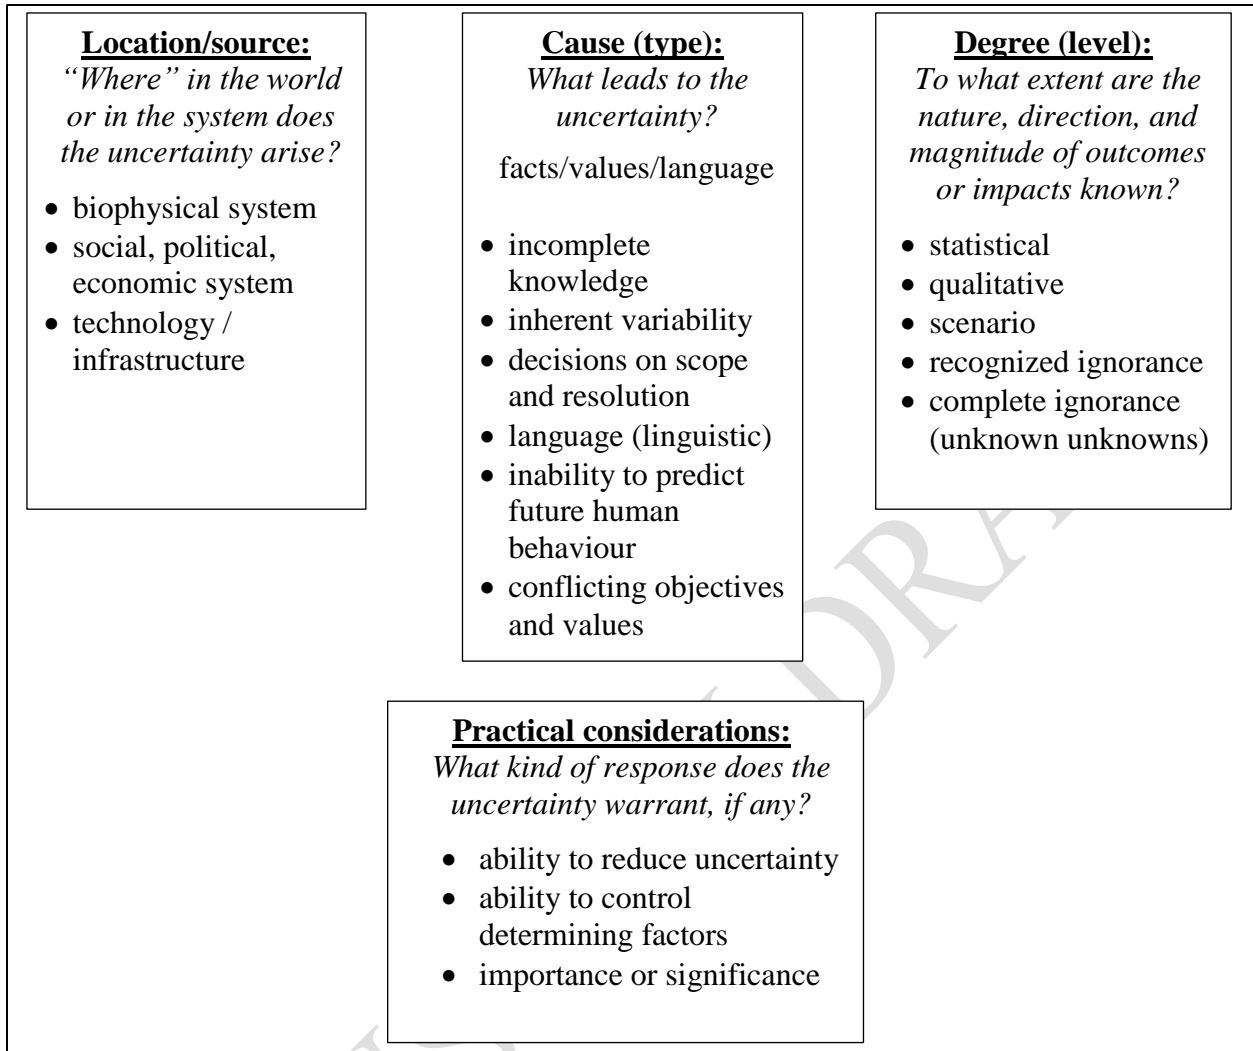 Location/source:
“Where” in the world
or in the system does
the uncertainty arise?
• biophysical system
• social, political,
economic system
• technology /
infrastructure
Cause (type):
What leads to the
uncertainty?
facts/values/language
• incomplete
knowledge
• inherent variability
• decisions on scope
and resolution
• language (linguistic)
• inability to predict
future human
behaviour
• conflicting objectives
and values
Degree (level):
To what extent are the
nature, direction, and
magnitude of outcomes
or impacts known?
• statistical
• qualitative
• scenario
• recognized ignorance
• complete ignorance
(unknown unknowns)
Practical considerations:
What kind of response does the
uncertainty warrant, if any?
• ability to reduce uncertainty
• ability to control
determining factors
• importance or significance